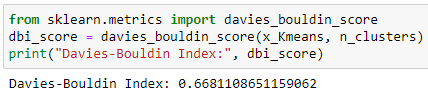 from sklearn.metrics import davies_bouldin_score
dbi_score = davies_bouldin_score(x_Kmeans, n_clusters)
print("Davies-Bouldin Index:", dbi_score)
Davies-Bouldin Index: 0.6681108651159062